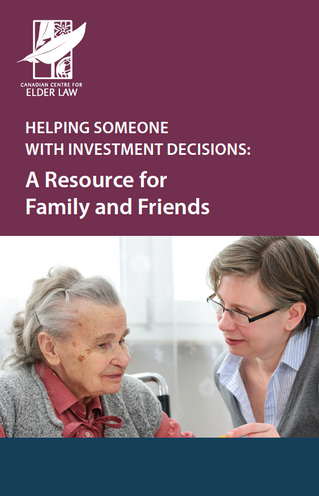 CANADIAN CENTRE FOR
ELDER LAW
HELPING SOMEONE
WITH INVESTMENT DECISIONS:
A Resource for
Family and Friends